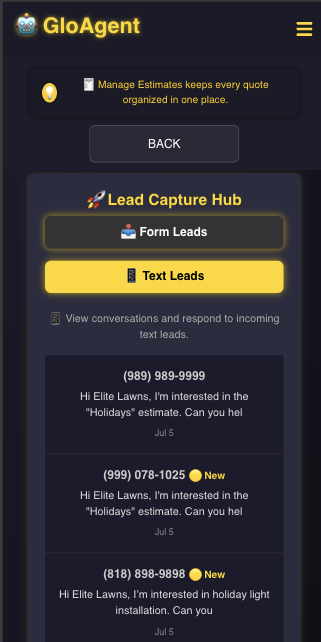 GloAgent
Manage Estimates keeps every quote
organized in one place.
BACK
Lead Capture Hub
Form Leads
Text Leads
View conversations and respond to incoming
text leads.
(989) 989-9999
Hi Elite Lawns, I'm interested in the
"Holidays" estimate. Can you hel
Jul 5
(999) 078-1025 New
Hi Elite Lawns, I'm interested in the
"Holidays" estimate. Can you hel
Jul 5
(818) 898-9898 New
Hi Elite Lawns, I'm interested in holiday light
installation. Can you
Jul 5